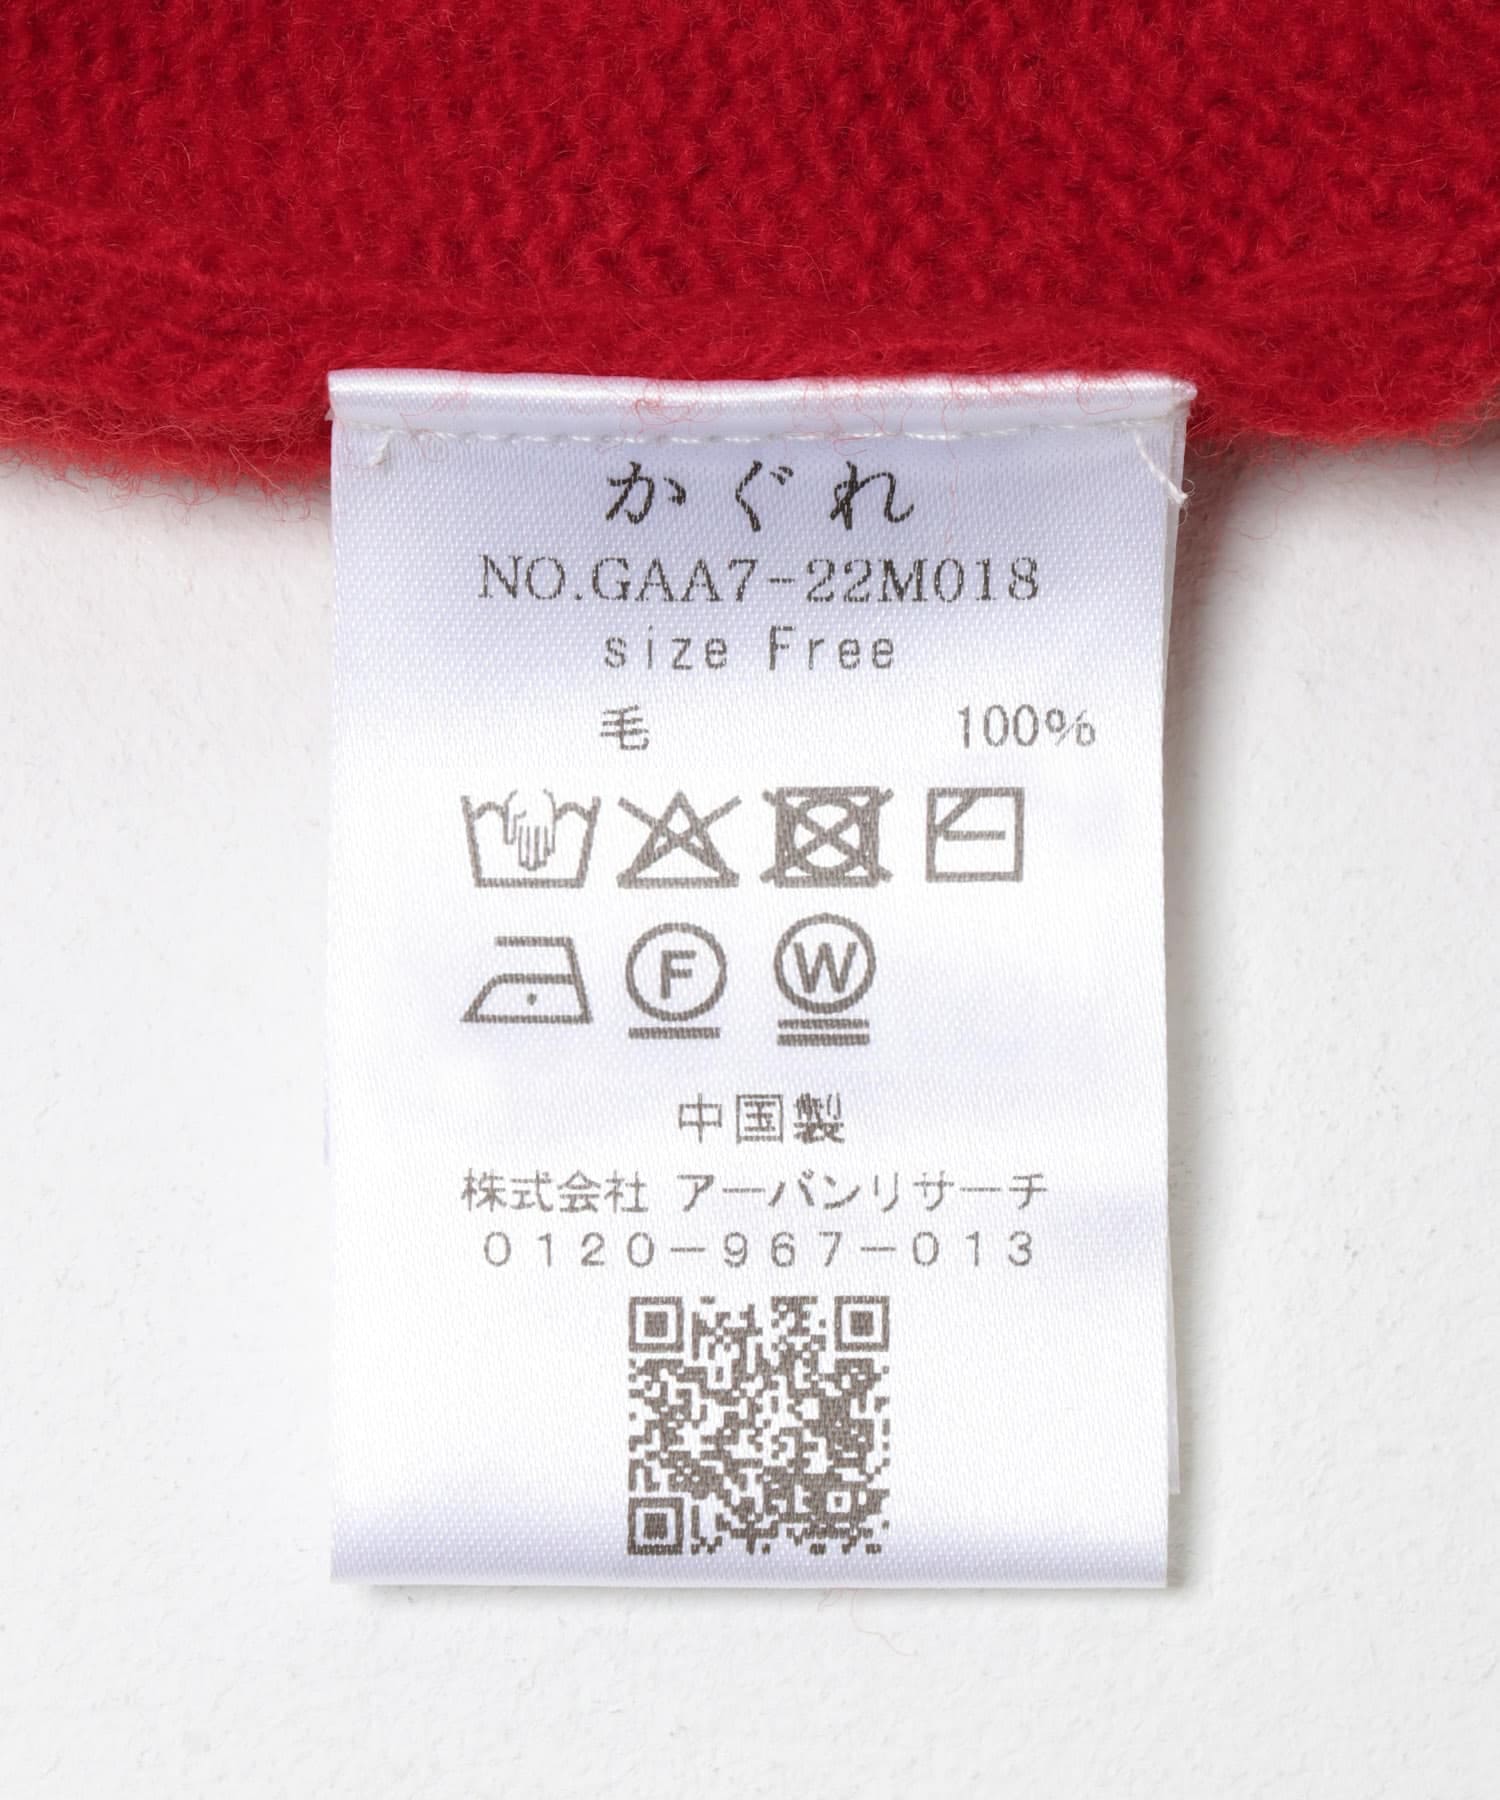 かぐれ
NO.GAA7-22M018
size Free
毛 100%
F W
中国製
株式会社 アーバンリサーチ
0120-967-013